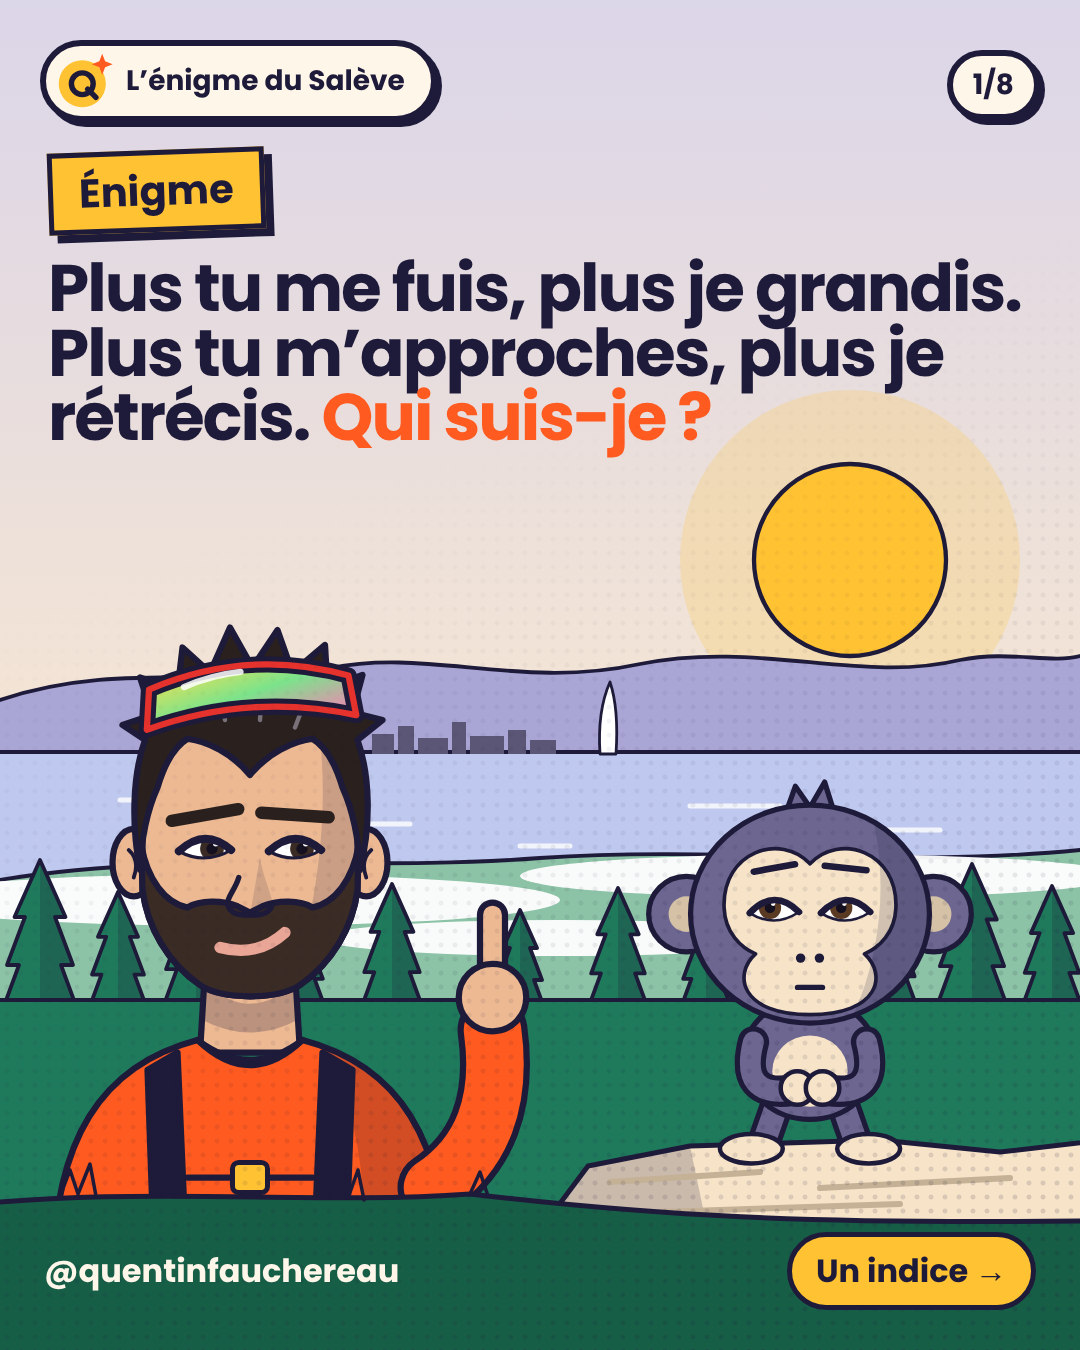 L’énigme du Salève
1/8
Énigme
Plus tu me fuis, plus je grandis.
Plus tu m’approches, plus je
rétrécis. Qui suis-je ?
@quentinfauchereau
Un indice →